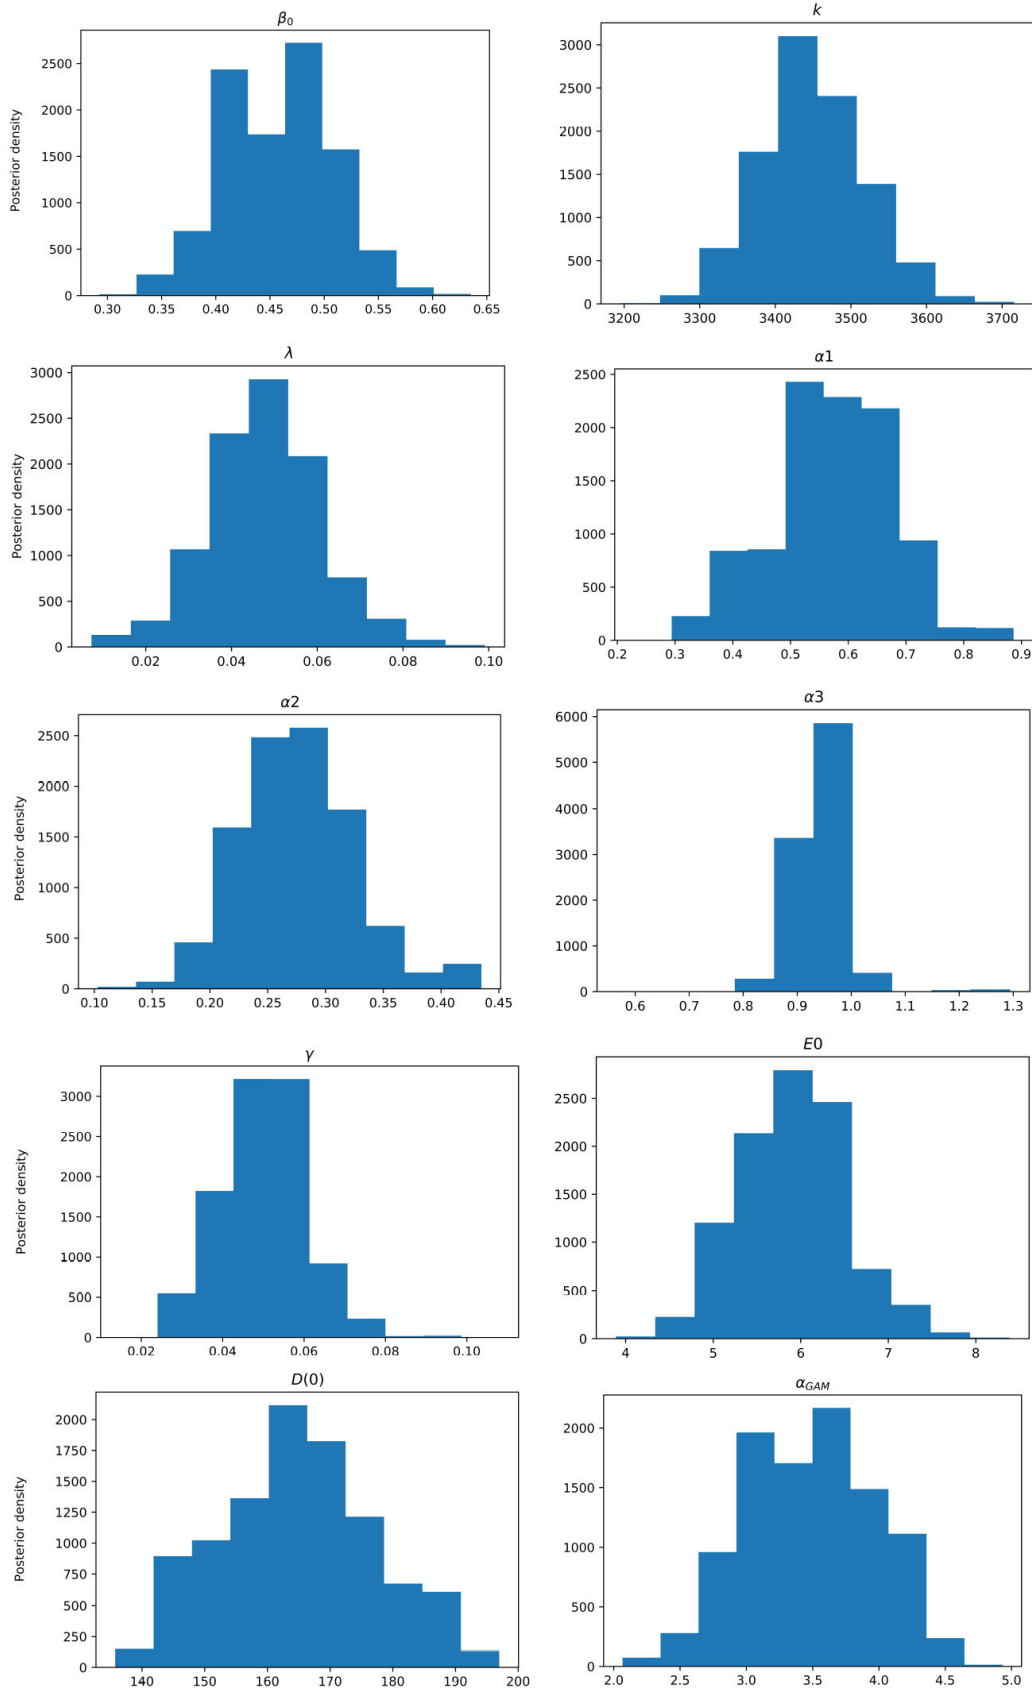 β₀
Posterior density
2500
2000
1500
1000
500
0
0.30 0.35 0.40 0.45 0.50 0.55 0.60 0.65
k
3000
2500
2000
1500
1000
500
0
3200 3300 3400 3500 3600 3700
λ
Posterior density
3000
2500
2000
1500
1000
500
0
0.02 0.04 0.06 0.08 0.10
α1
2500
2000
1500
1000
500
0
0.2 0.3 0.4 0.5 0.6 0.7 0.8 0.9
α2
Posterior density
2500
2000
1500
1000
500
0
0.10 0.15 0.20 0.25 0.30 0.35 0.40 0.45
α3
6000
5000
4000
3000
2000
1000
0
0.6 0.7 0.8 0.9 1.0 1.1 1.2 1.3
γ
Posterior density
3000
2500
2000
1500
1000
500
0
0.02 0.04 0.06 0.08 0.10
E0
2500
2000
1500
1000
500
0
4 5 6 7 8
D(0)
Posterior density
2000
1750
1500
1250
1000
750
500
250
0
140 150 160 170 180 190 200
α_GAM
2000
1500
1000
500
0
2.0 2.5 3.0 3.5 4.0 4.5 5.0